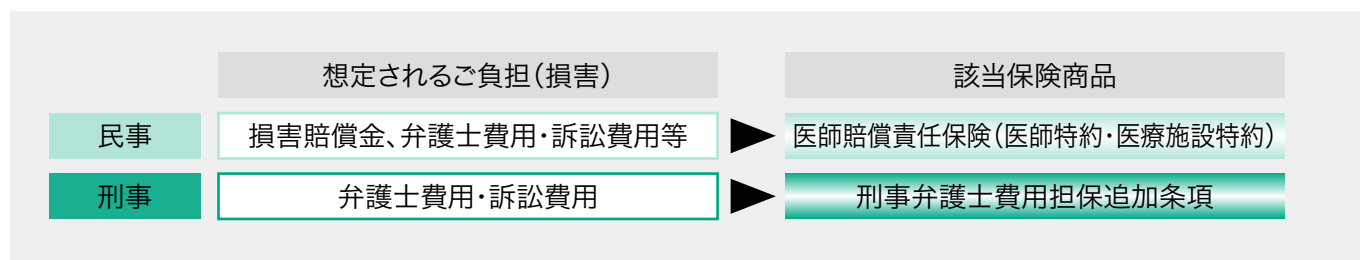 想定されるご負担（損害） 該当保険商品
民事 損害賠償金、弁護士費用・訴訟費用等 医師賠償責任保険（医師特約・医療施設特約）
刑事 弁護士費用・訴訟費用 刑事弁護士費用担保追加条項